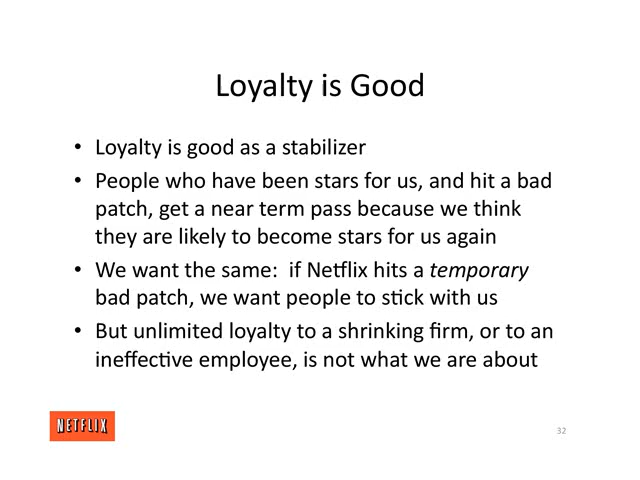 Loyalty is Good
• Loyalty is good as a stabilizer
• People who have been stars for us, and hit a bad
patch, get a near term pass because we think
they are likely to become stars for us again
• We want the same:  if Netflix hits a temporary
bad patch, we want people to stick with us
• But unlimited loyalty to a shrinking firm, or to an
ineffective employee, is not what we are about
NETFLIX
32